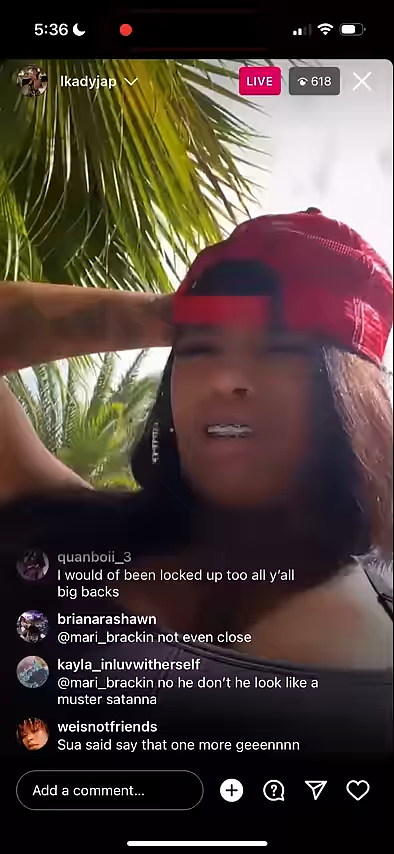 5:36
lkadyjap
LIVE
618
quanboii_3
I would of been locked up too all y’all
big backs
brianarashawn
@mari_brackin not even close
kayla_inluvwitherself
@mari_brackin no he don’t he look like a
muster satanna
weisnotfriends
Sua said say that one more geeennnn
Add a comment...